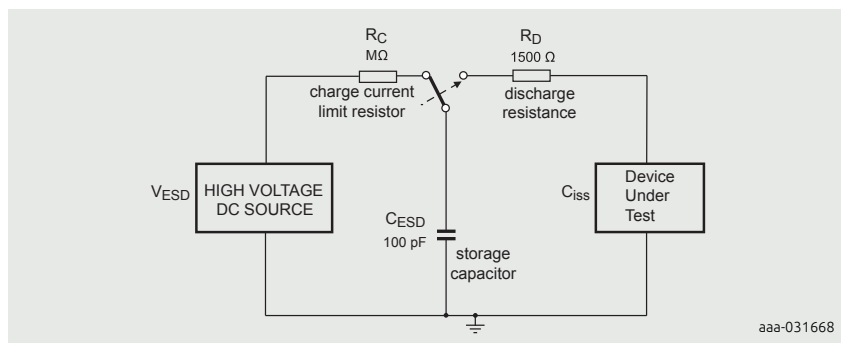 R_C
MΩ
charge current
limit resistor
R_D
1500 Ω
discharge
resistance
V_ESD
HIGH VOLTAGE
DC SOURCE
C_ESD
100 pF
storage
capacitor
C_iss
Device
Under
Test
aaa-031668